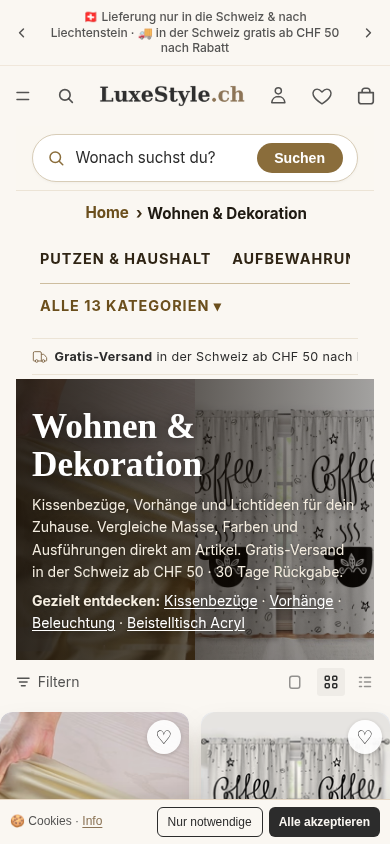 🇨🇭 Lieferung nur in die Schweiz & nach
Liechtenstein · 🚚 in der Schweiz gratis ab CHF 50
nach Rabatt
LuxeStyle.ch
Wonach suchst du?
Suchen
Home › Wohnen & Dekoration
PUTZEN & HAUSHALT AUFBEWAHRUN
ALLE 13 KATEGORIEN ▾
Gratis-Versand in der Schweiz ab CHF 50 nach
Wohnen &
Dekoration
Kissenbezüge, Vorhänge und Lichtideen für dein
Zuhause. Vergleiche Masse, Farben und
Ausführungen direkt am Artikel. Gratis-Versand
in der Schweiz ab CHF 50 · 30 Tage Rückgabe.
Gezielt entdecken: Kissenbezüge · Vorhänge ·
Beleuchtung · Beistelltisch Acryl
Coffee Coffee
Filtern
Coffee Coffee
🍪 Cookies · Info
Nur notwendige
Alle akzeptieren